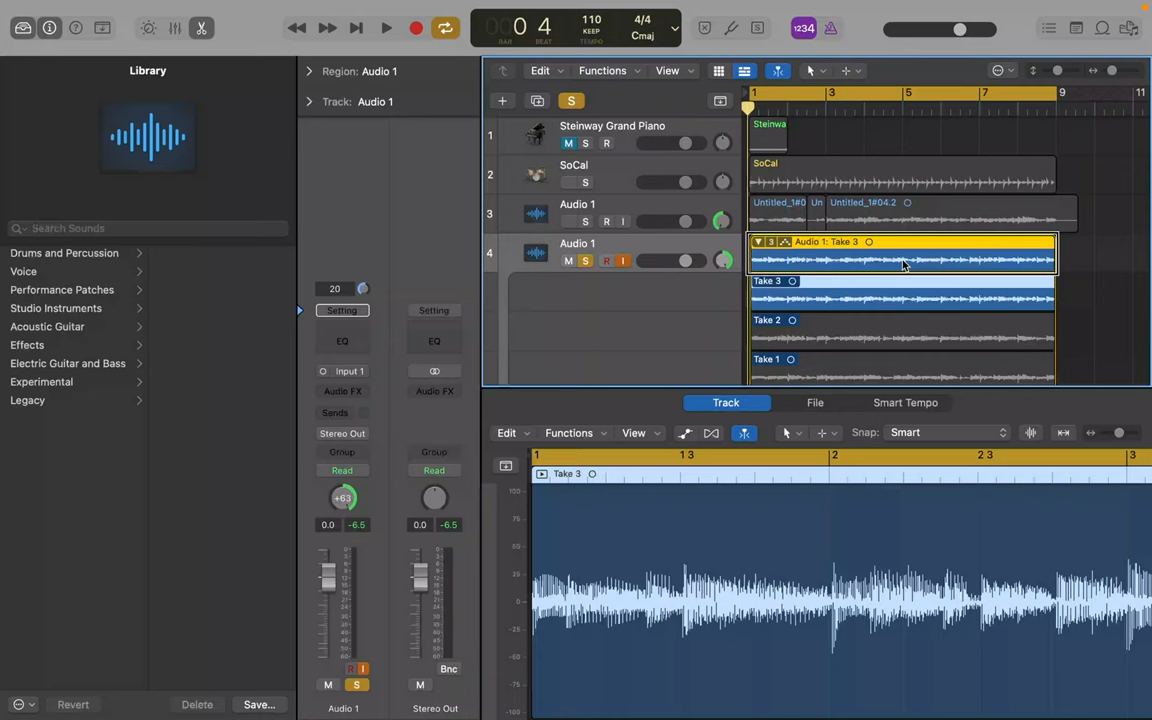 0 4
BAR
BEAT
110
KEEP
TEMPO
4/4
Cmaj
S
1234
Library
Search Sounds
Drums and Percussion
Voice
Performance Patches
Studio Instruments
Acoustic Guitar
Effects
Electric Guitar and Bass
Experimental
Legacy
Revert
Delete
Save...
Region: Audio 1
Track: Audio 1
20
Setting
Setting
EQ
EQ
Input 1
Audio FX
Audio FX
Sends
Stereo Out
Group
Group
Read
Read
+63
0.0
-6.5
0.0
-6.5
R
I
Bnc
M
S
M
Audio 1
Stereo Out
Edit
Functions
View
S
1
3
5
7
9
11
1
Steinway Grand Piano
M
S
R
Steinwa
2
SoCal
S
SoCal
3
Audio 1
S
R
I
Untitled_1#0
Un
Untitled_1#04.2
4
Audio 1
M
S
R
I
3
Audio 1: Take 3
Take 3
Take 2
Take 1
Track
File
Smart Tempo
Edit
Functions
View
Snap:
Smart
1
1 3
2
2 3
3
Take 3
100
75
50
25
0
-25
-50
-75
-100